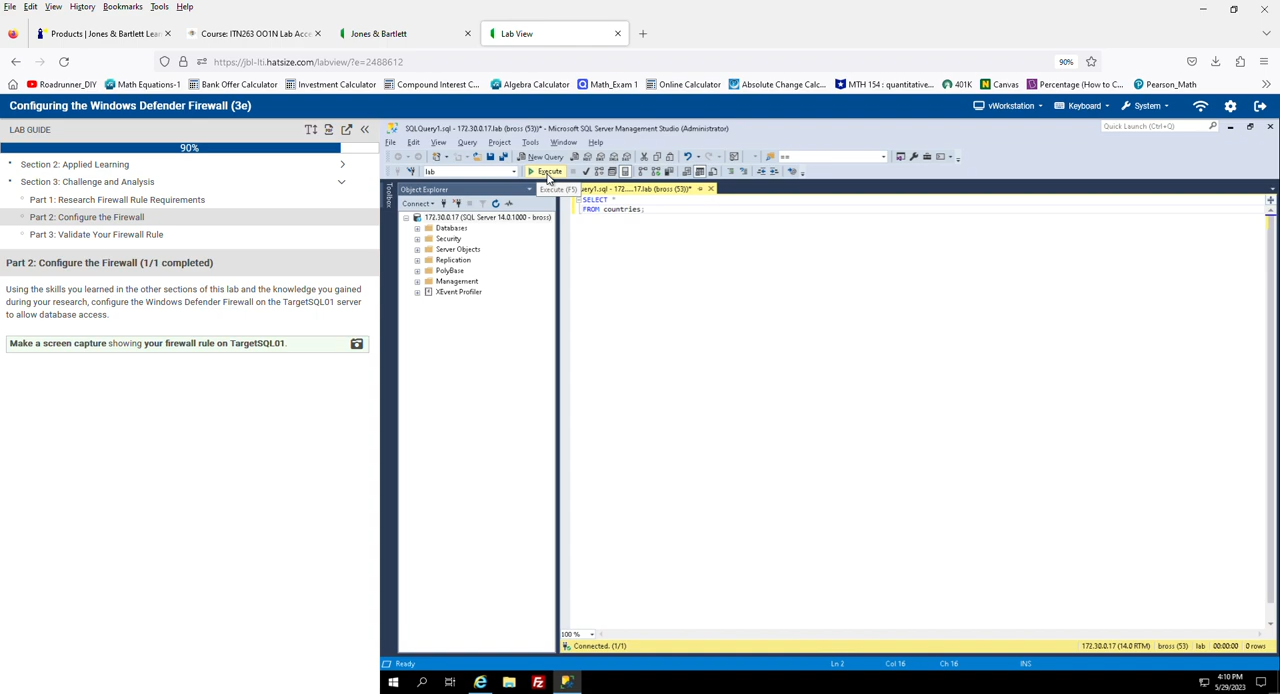 File Edit View History Bookmarks Tools Help
Products | Jones & Bartlett Lear
Course: ITN263 OO1N Lab Acce
Jones & Bartlett
Lab View
https://jbl-lti.hatsize.com/labview/?e=2488612
90%
Roadrunner_DIY Math Equations-1 Bank Offer Calculator Investment Calculator Compound Interest C... Algebra Calculator Math_Exam 1 Online Calculator Absolute Change Calc... MTH 154 : quantitative... 401K Canvas Percentage (How to C... Pearson_Math
Configuring the Windows Defender Firewall (3e)
vWorkstation Keyboard System
LAB GUIDE
90%
Section 2: Applied Learning
Section 3: Challenge and Analysis
Part 1: Research Firewall Rule Requirements
Part 2: Configure the Firewall
Part 3: Validate Your Firewall Rule
Part 2: Configure the Firewall (1/1 completed)
Using the skills you learned in the other sections of this lab and the knowledge you gained
during your research, configure the Windows Defender Firewall on the TargetSQL01 server
to allow database access.
Make a screen capture showing your firewall rule on TargetSQL01.
SQLQuery1.sql - 172.30.0.17.lab (bross (53))* - Microsoft SQL Server Management Studio (Administrator)
Quick Launch (Ctrl+Q)
File Edit View Query Project Tools Window Help
New Query
lab
Execute
Execute (F5)
Toolbox
Object Explorer
Connect
172.30.0.17 (SQL Server 14.0.1000 - bross)
Databases
Security
Server Objects
Replication
PolyBase
Management
XEvent Profiler
uery1.sql - 172.....17.lab (bross (53))*
SELECT *
FROM countries;
100 %
Connected. (1/1)
172.30.0.17 (14.0 RTM) bross (53) lab 00:00:00 0 rows
Ready
Ln 2 Col 16 Ch 16 INS
4:10 PM
5/29/2023